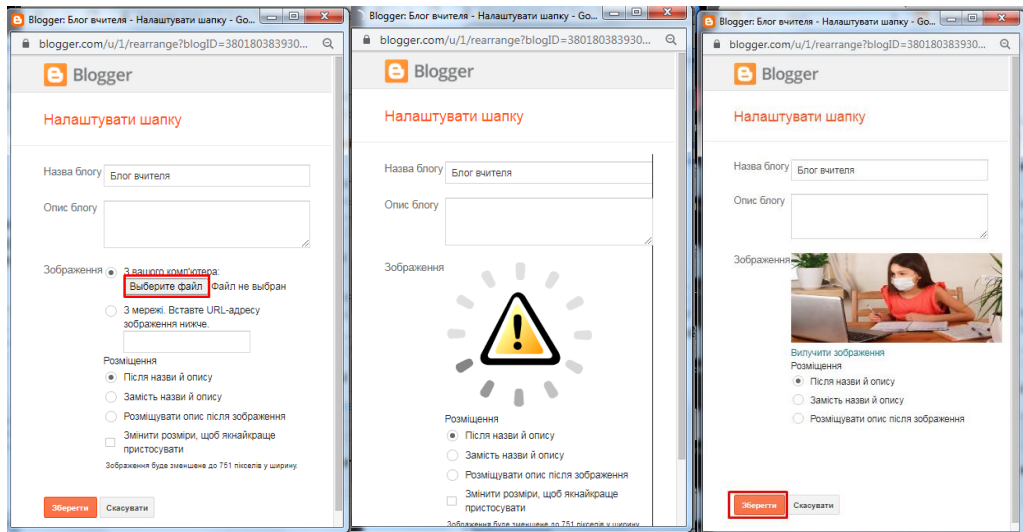 Blogger: Блог вчителя - Налаштувати шапку - Go...
blogger.com/u/1/rearrange?blogID=380180383930...
Blogger
Налаштувати шапку
Назва блогу
Блог вчителя
Опис блогу
Зображення
З вашого комп'ютера:
Выберите файл Файл не выбран
З мережі. Вставте URL-адресу
зображення нижче.
Розміщення
Після назви й опису
Замість назви й опису
Розміщувати опис після зображення
Змінити розміри, щоб якнайкраще
пристосувати
Зображення буде зменшене до 751 пікселів у ширину.
Зберегти Скасувати
Blogger: Блог вчителя - Налаштувати шапку - Go...
blogger.com/u/1/rearrange?blogID=380180383930...
Blogger
Налаштувати шапку
Назва блогу
Блог вчителя
Опис блогу
Зображення
Розміщення
Після назви й опису
Замість назви й опису
Розміщувати опис після зображення
Змінити розміри, щоб якнайкраще
пристосувати
Зображення буде зменшене до 751 пікселів у ширину
Blogger: Блог вчителя - Налаштувати шапку - Go...
blogger.com/u/1/rearrange?blogID=380180383930...
Blogger
Налаштувати шапку
Назва блогу
Блог вчителя
Опис блогу
Зображення
Вилучити зображення
Розміщення
Після назви й опису
Замість назви й опису
Розміщувати опис після зображення
Зберегти Скасувати